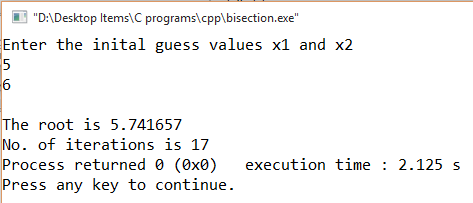 "D:\Desktop Items\C programs\cpp\bisection.exe"
Enter the inital guess values x1 and x2
5
6
The root is 5.741657
No. of iterations is 17
Process returned 0 (0x0)   execution time : 2.125 s
Press any key to continue.